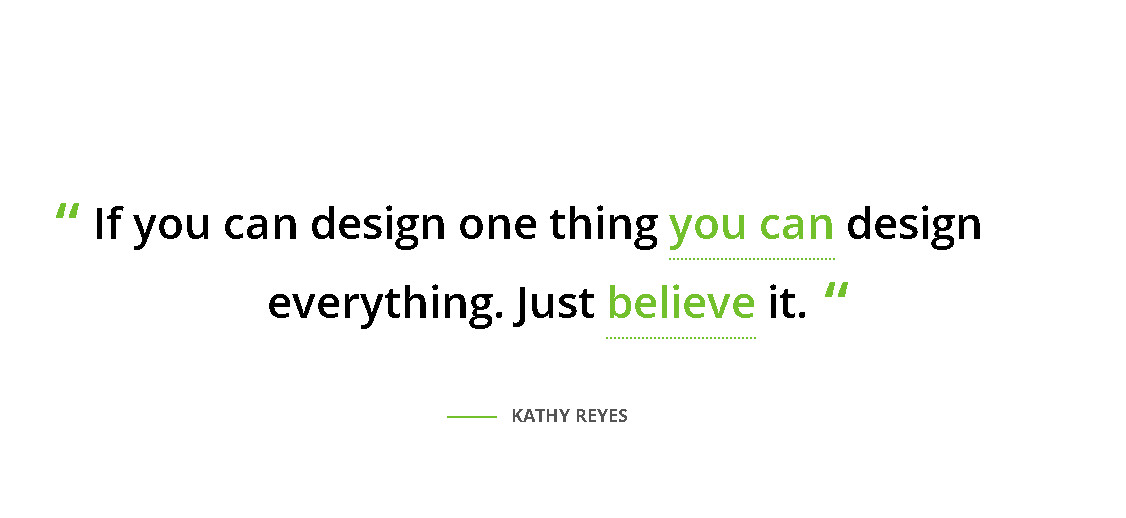 “ If you can design one thing you can design
everything. Just believe it. “
KATHY REYES